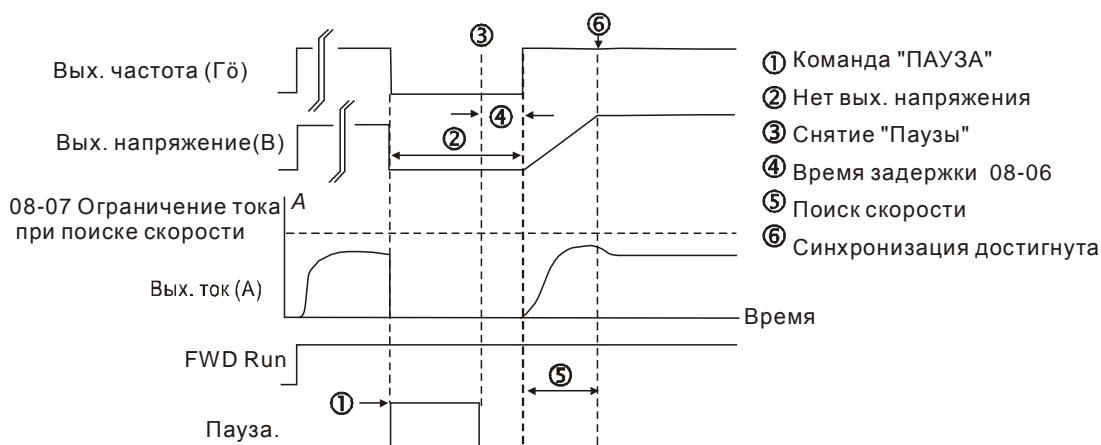 ⑥
③
Вых. частота (Гö)
④
②
Вых. напряжение(В)
08-07 Ограничение тока
при поиске скорости
А
Вых. ток (А)
Время
FWD Run
⑤
①
Пауза.
① Команда "ПАУЗА"
② Нет вых. напряжения
③ Снятие "Паузы"
④ Время задержки 08-06
⑤ Поиск скорости
⑥ Синхронизация достигнута